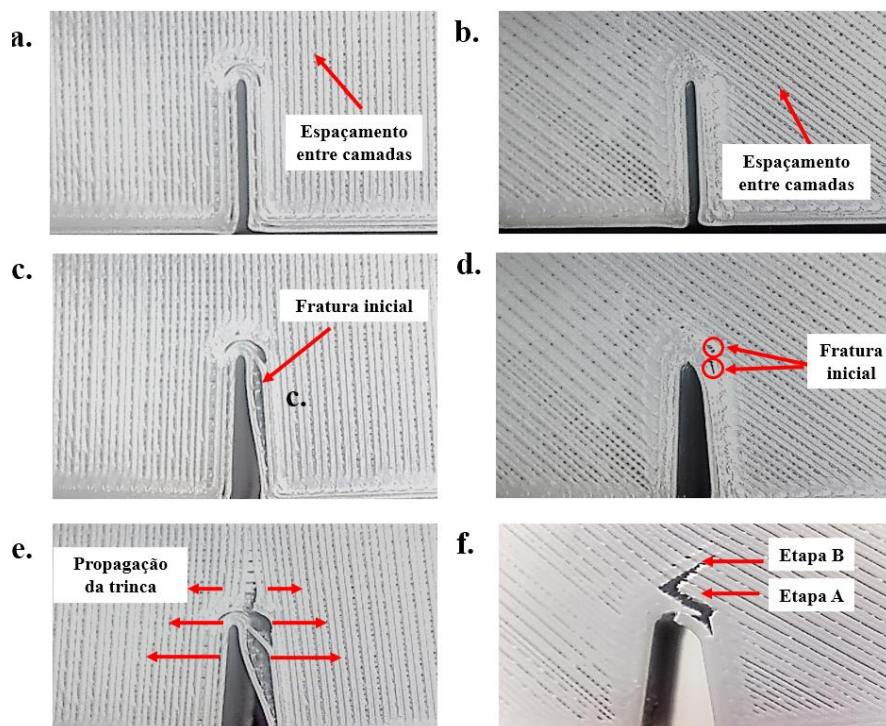 a.
Espaçamento
entre camadas
b.
Espaçamento
entre camadas
c.
Fratura inicial
c.
d.
Fratura
inicial
e.
Propagação
da trinca
f.
Etapa B
Etapa A